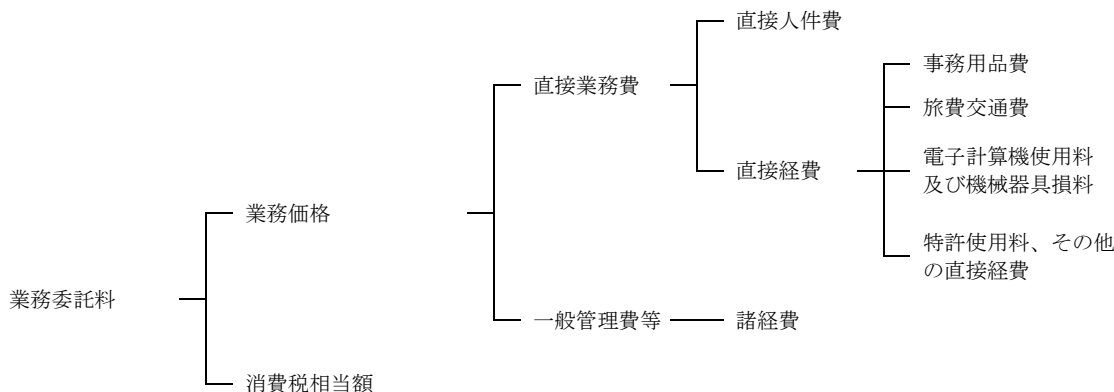 直接人件費
事務用品費
直接業務費
旅費交通費
電子計算機使用料
及び機械器具損料
直接経費
業務価格
特許使用料、その他
の直接経費
業務委託料
一般管理費等
諸経費
消費税相当額